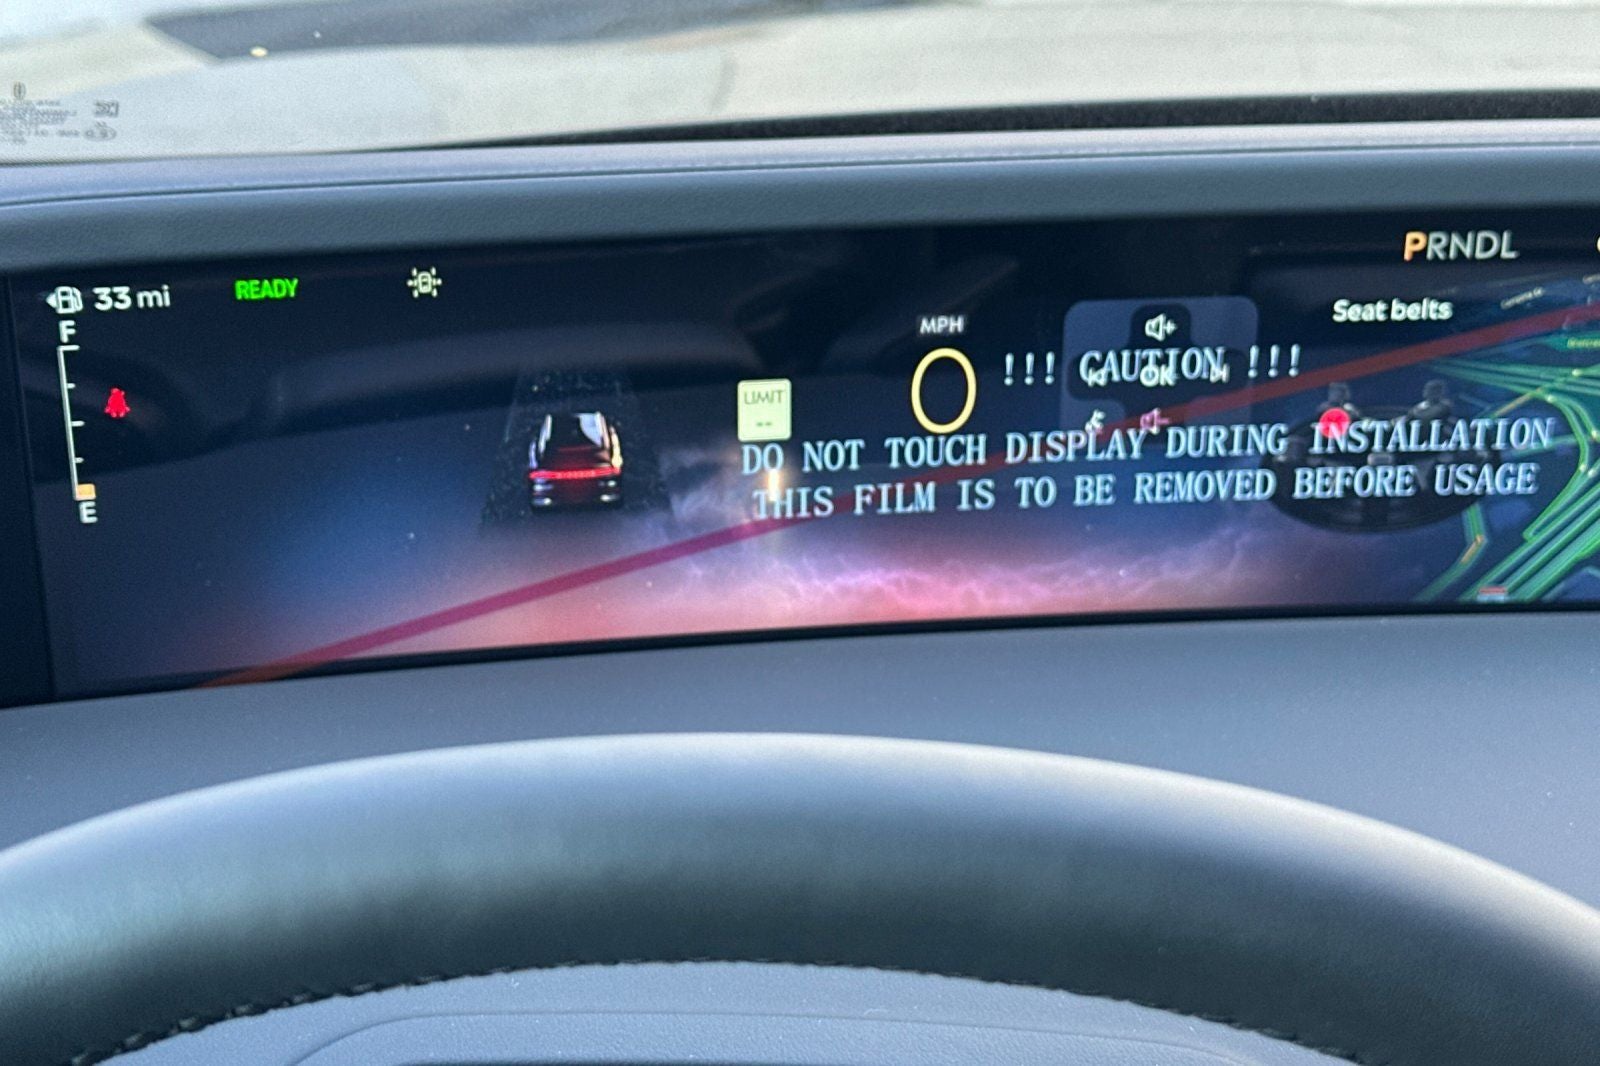 33 mi
READY
PRNDL
F
MPH
Seat belts
LIMIT
--
0
!!! CAUTION !!!
OK
DO NOT TOUCH DISPLAY DURING INSTALLATION
THIS FILM IS TO BE REMOVED BEFORE USAGE
E